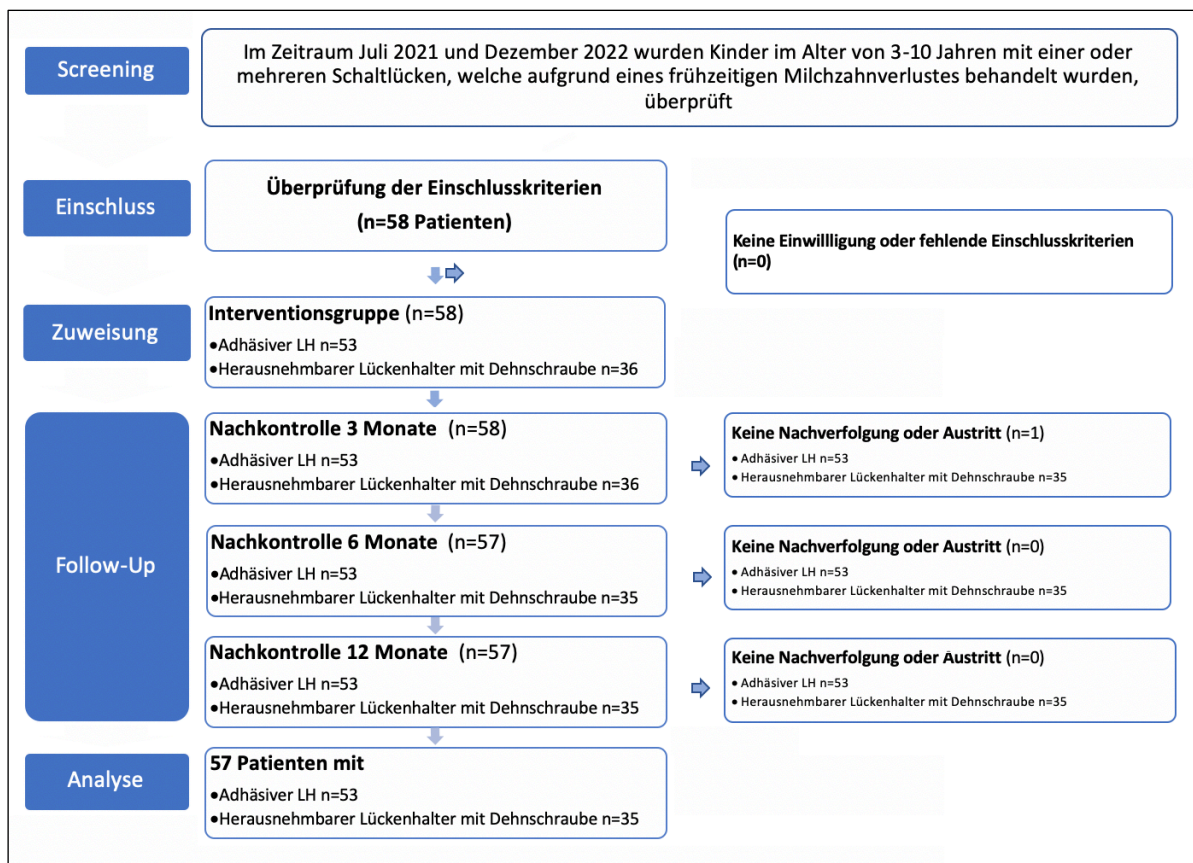 Screening
Im Zeitraum Juli 2021 und Dezember 2022 wurden Kinder im Alter von 3-10 Jahren mit einer oder
mehreren Schaltlücken, welche aufgrund eines frühzeitigen Milchzahnverlustes behandelt wurden,
überprüft
Einschluss
Überprüfung der Einschlusskriterien
(n=58 Patienten)
Keine Einwillligung oder fehlende Einschlusskriterien
(n=0)
Zuweisung
Interventionsgruppe (n=58)
•Adhäsiver LH n=53
•Herausnehmbarer Lückenhalter mit Dehnschraube n=36
Follow-Up
Nachkontrolle 3 Monate (n=58)
•Adhäsiver LH n=53
•Herausnehmbarer Lückenhalter mit Dehnschraube n=36
Keine Nachverfolgung oder Austritt (n=1)
• Adhäsiver LH n=53
• Herausnehmbarer Lückenhalter mit Dehnschraube n=35
Nachkontrolle 6 Monate (n=57)
•Adhäsiver LH n=53
•Herausnehmbarer Lückenhalter mit Dehnschraube n=35
Keine Nachverfolgung oder Austritt (n=0)
• Adhäsiver LH n=53
• Herausnehmbarer Lückenhalter mit Dehnschraube n=35
Nachkontrolle 12 Monate (n=57)
•Adhäsiver LH n=53
•Herausnehmbarer Lückenhalter mit Dehnschraube n=35
Keine Nachverfolgung oder Austritt (n=0)
• Adhäsiver LH n=53
• Herausnehmbarer Lückenhalter mit Dehnschraube n=35
Analyse
57 Patienten mit
•Adhäsiver LH n=53
•Herausnehmbarer Lückenhalter mit Dehnschraube n=35